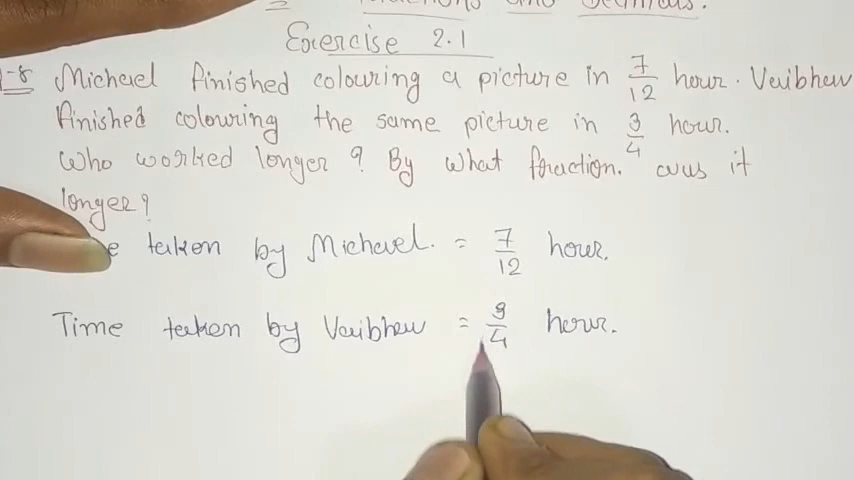 Exercise 2.1
Michael finished colouring a picture in 7/12 hour. Vaibhav
finished colouring the same picture in 3/4 hour.
Who worked longer? By what fraction. was it
longer?
taken by Michael. = 7/12 hour.
Time taken by Vaibhav = 3/4 hour.